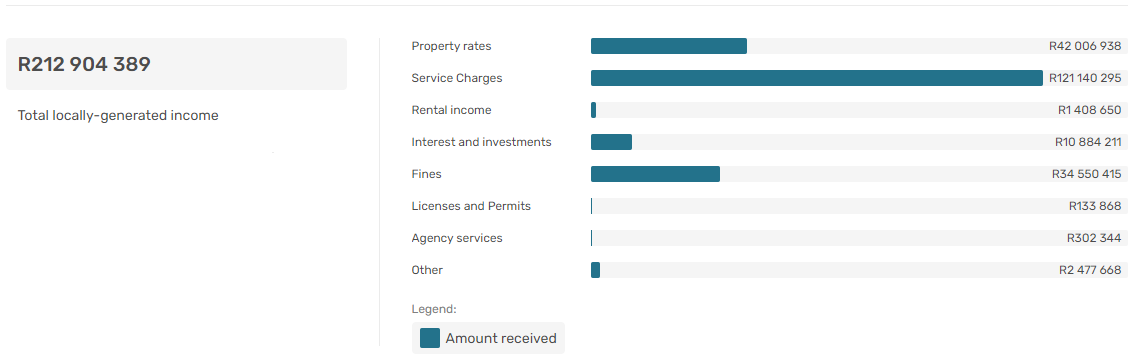 R212 904 389
Total locally-generated income
Property rates R42 006 938
Service Charges R121 140 295
Rental income R1 408 650
Interest and investments R10 884 211
Fines R34 550 415
Licenses and Permits R133 868
Agency services R302 344
Other R2 477 668
Legend:
Amount received